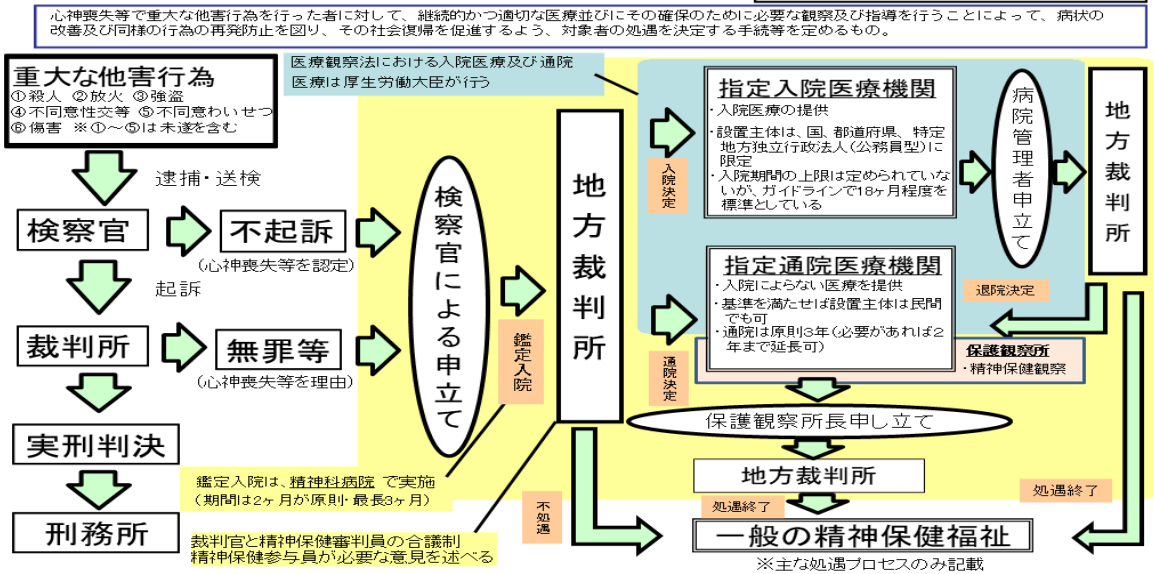 心神喪失等で重大な他害行為を行った者に対して、継続的かつ適切な医療並びにその確保のために必要な観察及び指導を行うことによって、病状の
改善及び同様の行為の再発防止を図り、その社会復帰を促進するよう、対象者の処遇を決定する手続等を定めるもの。
重大な他害行為
①殺人 ②放火 ③強盗
④不同意性交等 ⑤不同意わいせつ
⑥傷害 ※①～⑤は未遂を含む
逮捕・送検
検察官
不起訴
(心神喪失等を認定)
起訴
裁判所
無罪等
(心神喪失等を理由)
実刑判決
刑務所
検察官による申立て
鑑定入院
鑑定入院は、精神科病院 で実施
(期間は2ヶ月が原則・最長3ヶ月)
裁判官と精神保健審判員の合議制
精神保健参与員が必要な意見を述べる
地方裁判所
医療観察法における入院医療及び通院
医療は厚生労働大臣が行う
入院決定
指定入院医療機関
・入院医療の提供
・設置主体は、国、都道府県、特定
地方独立行政法人(公務員型)に
限定
・入院期間の上限は定められていな
いが、ガイドラインで18ヶ月程度を
標準としている
病院管理者申立て
地方裁判所
退院決定
通院決定
指定通院医療機関
・入院によらない医療を提供
・基準を満たせば設置主体は民間
でも可
・通院は原則3年(必要があれば2
年まで延長可)
保護観察所
・精神保健観察
保護観察所長申し立て
地方裁判所
処遇終了
処遇終了
不処遇
一般の精神保健福祉
※主な処遇プロセスのみ記載